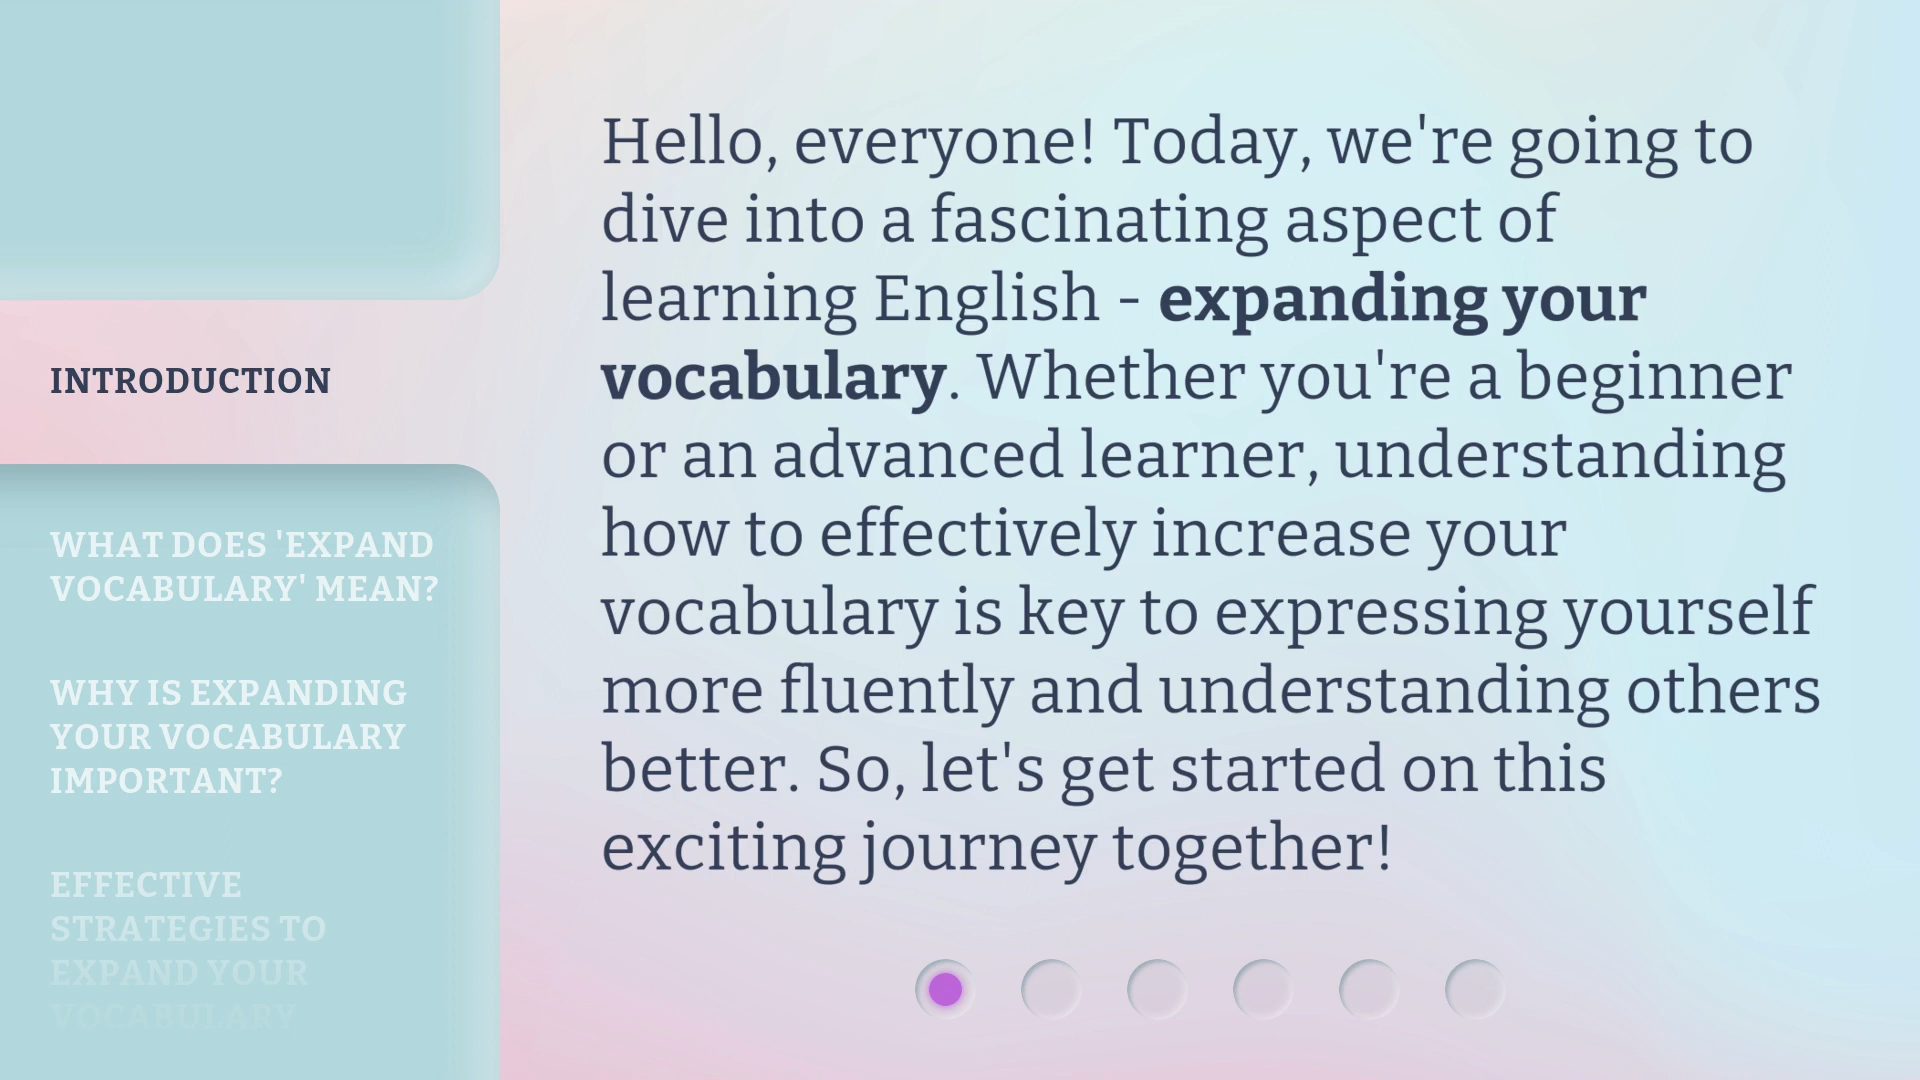 INTRODUCTION
WHAT DOES 'EXPAND
VOCABULARY' MEAN?
WHY IS EXPANDING
YOUR VOCABULARY
IMPORTANT?
EFFECTIVE
STRATEGIES TO
EXPAND YOUR
VOCABULARY
Hello, everyone! Today, we're going to
dive into a fascinating aspect of
learning English - expanding your
vocabulary. Whether you're a beginner
or an advanced learner, understanding
how to effectively increase your
vocabulary is key to expressing yourself
more fluently and understanding others
better. So, let's get started on this
exciting journey together!